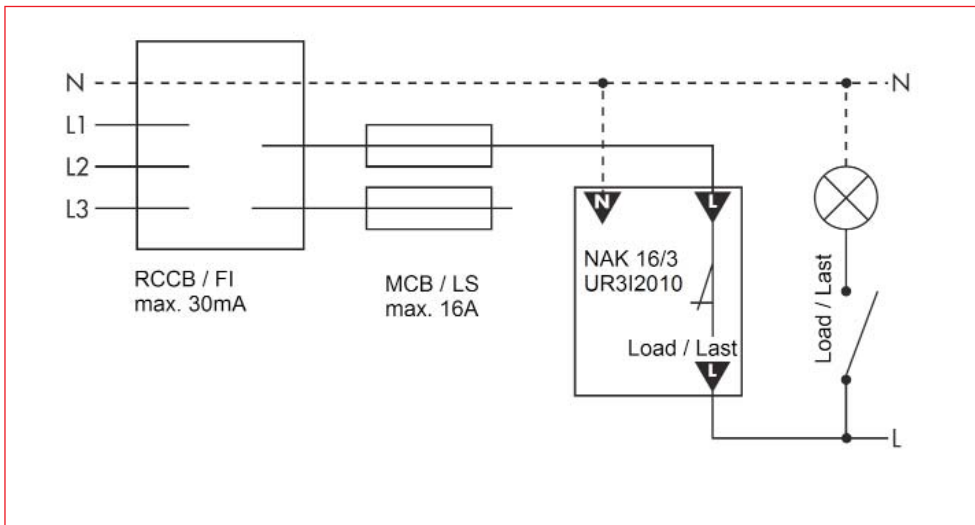 N
N
L1
L2
L3
RCCB / FI
max. 30mA
MCB / LS
max. 16A
N
L
NAK 16/3
UR3I2010
Load / Last
L
Load / Last
L